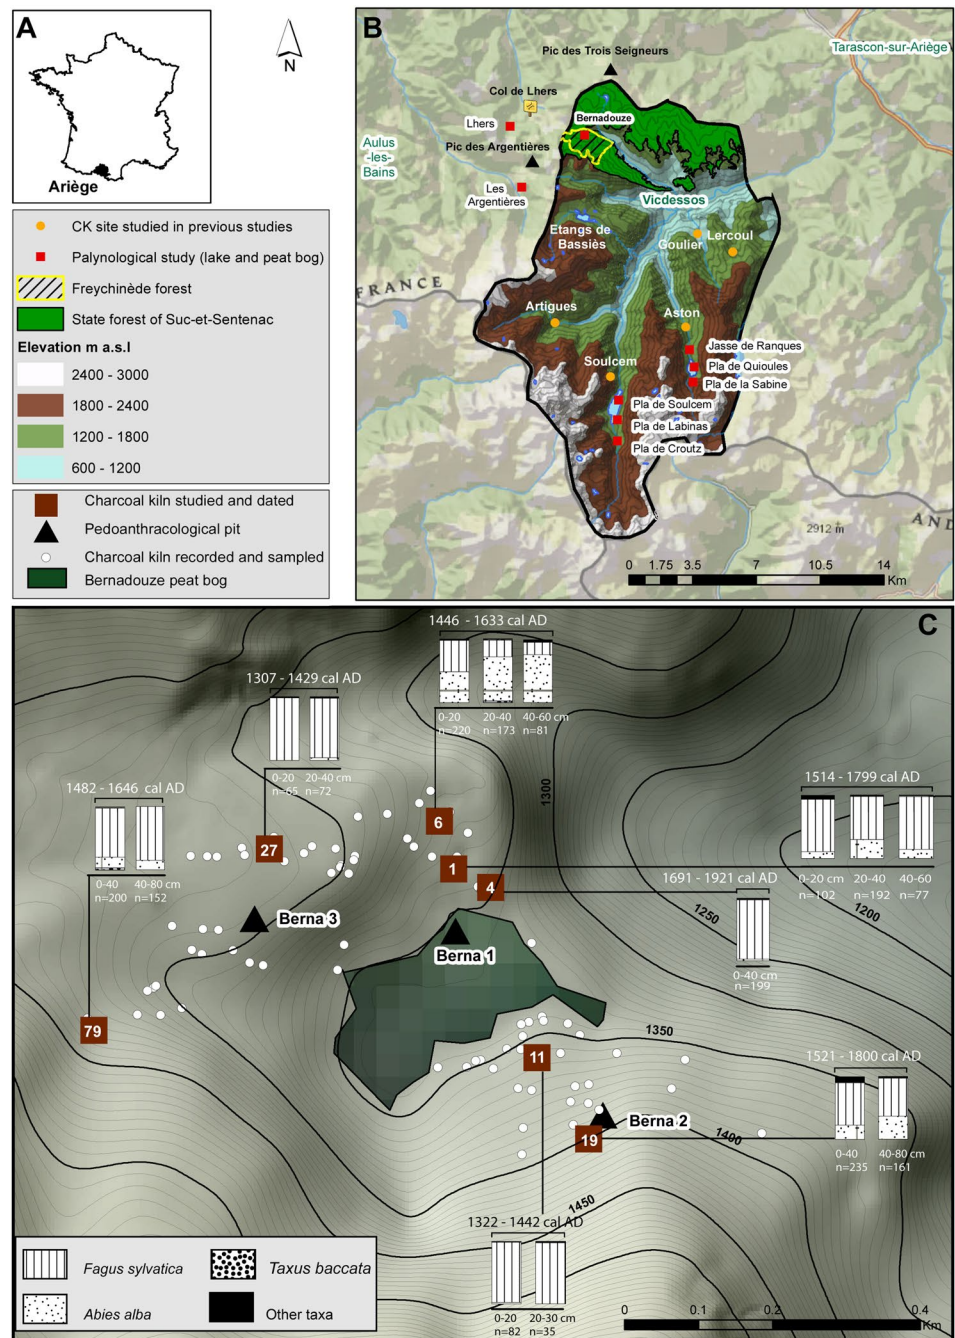 A
N
Ariège
CK site studied in previous studies
Palynological study (lake and peat bog)
Freychinède forest
State forest of Suc-et-Sentenac
Elevation m a.s.l
2400 - 3000
1800 - 2400
1200 - 1800
600 - 1200
Charcoal kiln studied and dated
Pedoanthracological pit
Charcoal kiln recorded and sampled
Bernadouze peat bog
B
Pic des Trois Seigneurs
Tarascon-sur-Ariège
Col de Lhers
Lhers
Bernadouze
Aulus
-les-
Bains
Pic des Argentières
Les
Argentières
Vicdessos
Etangs de
Bassiès
Goulier
Lercoul
FRANCE
Artigues
Aston
Jasse de Ranques
Soulcem
Pla de Quioules
Pla de la Sabine
Pla de Soulcem
Pla de Labinas
Pla de Croutz
2912 m
AND
0 1.75 3.5 7 10.5 14
Km
C
1446 - 1633 cal AD
0-20 20-40 40-60 cm
n=220 n=173 n=81
1307 - 1429 cal AD
0-20 20-40 cm
n=65 n=72
1482 - 1646 cal AD
0-40 40-80 cm
n=200 n=152
1514 - 1799 cal AD
0-20 cm 20-40 40-60
n=102 n=192 n=77
1300
6
27
1
4
1691 - 1921 cal AD
0-40 cm
n=199
1250
1200
Berna 3
Berna 1
79
1350
11
1521 - 1800 cal AD
0-40 40-80 cm
n=235 n=161
Berna 2
19
1400
1450
1322 - 1442 cal AD
0-20 20-30 cm
n=82 n=35
Fagus sylvatica
Taxus baccata
Abies alba
Other taxa
0 0.1 0.2 0.4
Km